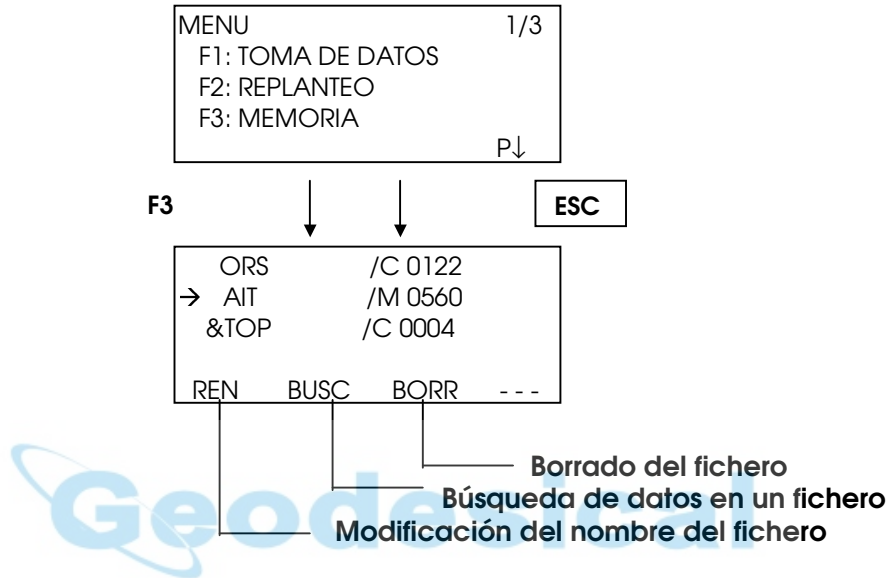 MENU 1/3
F1: TOMA DE DATOS
F2: REPLANTEO
F3: MEMORIA
P↓
F3 ESC
ORS /C 0122
→ AIT /M 0560
&TOP /C 0004
REN BUSC BORR - - -
Borrado del fichero
Búsqueda de datos en un fichero
Modificación del nombre del fichero
Geodesical